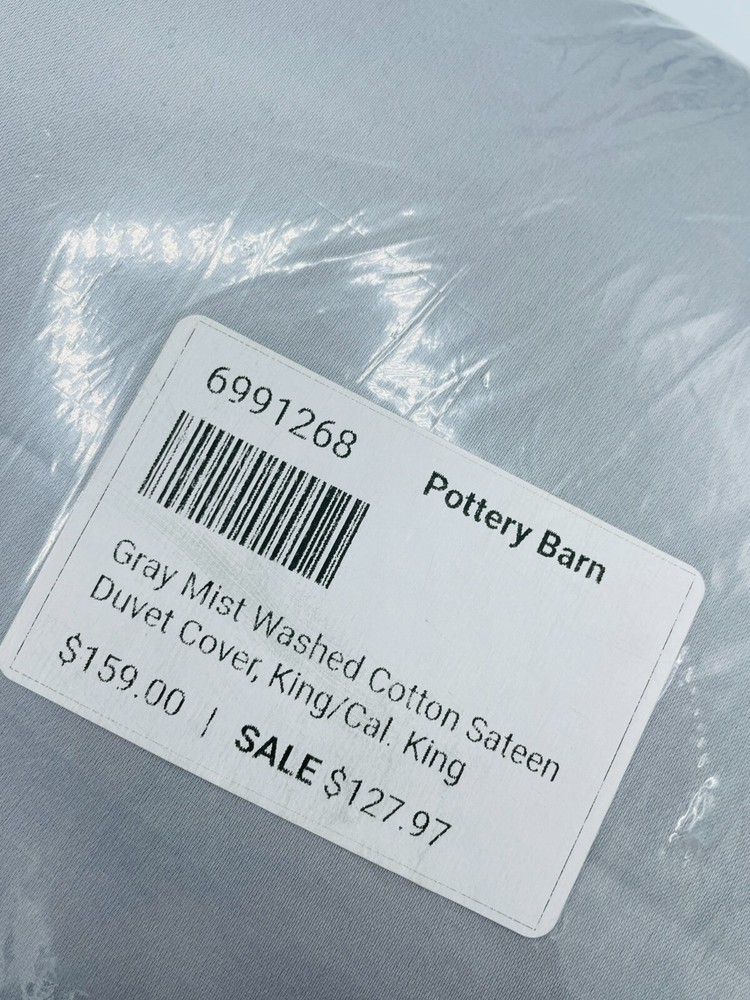 6991268
Pottery Barn
Gray Mist Washed Cotton Sateen
Duvet Cover, King/Cal. King
$159.00 | SALE $127.97